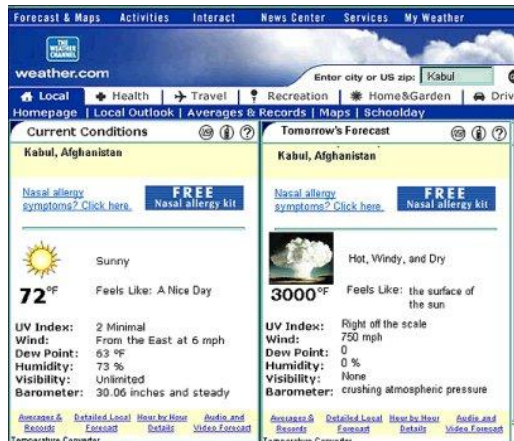 Forecast & Maps Activities Interact News Center Services My Weather
THE WEATHER CHANNEL
weather.com
Enter city or US zip: Kabul
Local Health Travel Recreation Home&Garden Driv
Homepage | Local Outlook | Averages & Records | Maps | Schoolday
Current Conditions
Kabul, Afghanistan
Nasal allergy
symptoms? Click here.
FREE
Nasal allergy kit
Sunny
72°F
Feels Like: A Nice Day
UV Index: 2 Minimal
Wind: From the East at 6 mph
Dew Point: 63 °F
Humidity: 73 %
Visibility: Unlimited
Barometer: 30.06 inches and steady
Averages & Records
Detailed Local Forecast
Hour by Hour Details
Audio and Video Forecast
Temperature Converter
Tomorrow's Forecast
Kabul, Afghanistan
Nasal allergy
symptoms? Click here.
FREE
Nasal allergy kit
Hot, Windy, and Dry
3000°F
Feels Like: the surface of
the sun
UV Index: Right off the scale
Wind: 750 mph
Dew Point: 0
Humidity: 0 %
Visibility: None
Barometer: crushing atmospheric pressure
Averages & Records
Detailed Local Forecast
Hour by Hour Details
Audio and Video Forecast
Temperature Converter